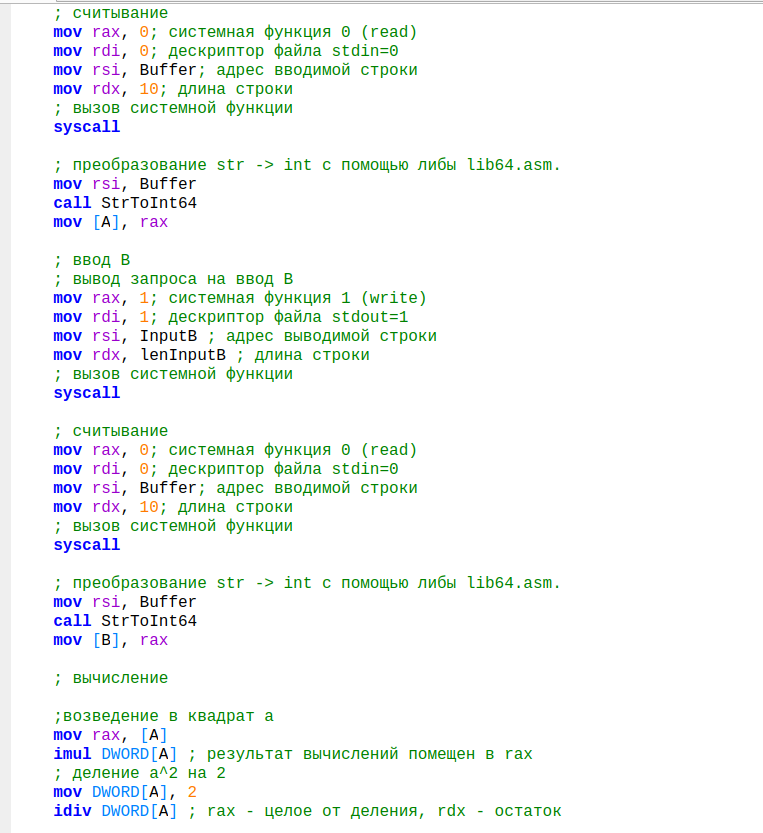 ; считывание
mov rax, 0; системная функция 0 (read)
mov rdi, 0; дескриптор файла stdin=0
mov rsi, Buffer; адрес вводимой строки
mov rdx, 10; длина строки
; вызов системной функции
syscall
; преобразование str -> int с помощью либы lib64.asm.
mov rsi, Buffer
call StrToInt64
mov [A], rax
; ввод B
; вывод запроса на ввод B
mov rax, 1; системная функция 1 (write)
mov rdi, 1; дескриптор файла stdout=1
mov rsi, InputB ; адрес выводимой строки
mov rdx, lenInputB ; длина строки
; вызов системной функции
syscall
; считывание
mov rax, 0; системная функция 0 (read)
mov rdi, 0; дескриптор файла stdin=0
mov rsi, Buffer; адрес вводимой строки
mov rdx, 10; длина строки
; вызов системной функции
syscall
; преобразование str -> int с помощью либы lib64.asm.
mov rsi, Buffer
call StrToInt64
mov [B], rax
; вычисление
;возведение в квадрат a
mov rax, [A]
imul DWORD[A] ; результат вычислений помещен в rax
; деление a^2 на 2
mov DWORD[A], 2
idiv DWORD[A] ; rax - целое от деления, rdx - остаток